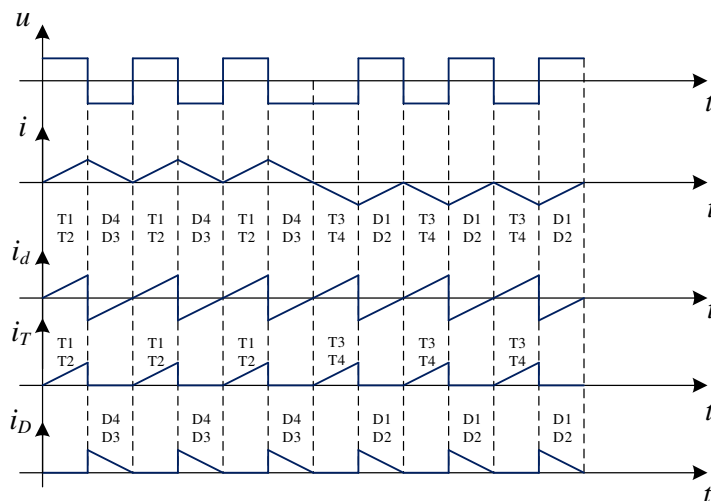 u
t
i
t
T1 D4 T1 D4 T1 D4 T3 D1 T3 D1 T3 D1
T2 D3 T2 D3 T2 D3 T4 D2 T4 D2 T4 D2
i_d
t
i_T
T1 T1 T1 T3 T3 T3
T2 T2 T2 T4 T4 T4
t
i_D
D4 D4 D4 D1 D1 D1
D3 D3 D3 D2 D2 D2
t